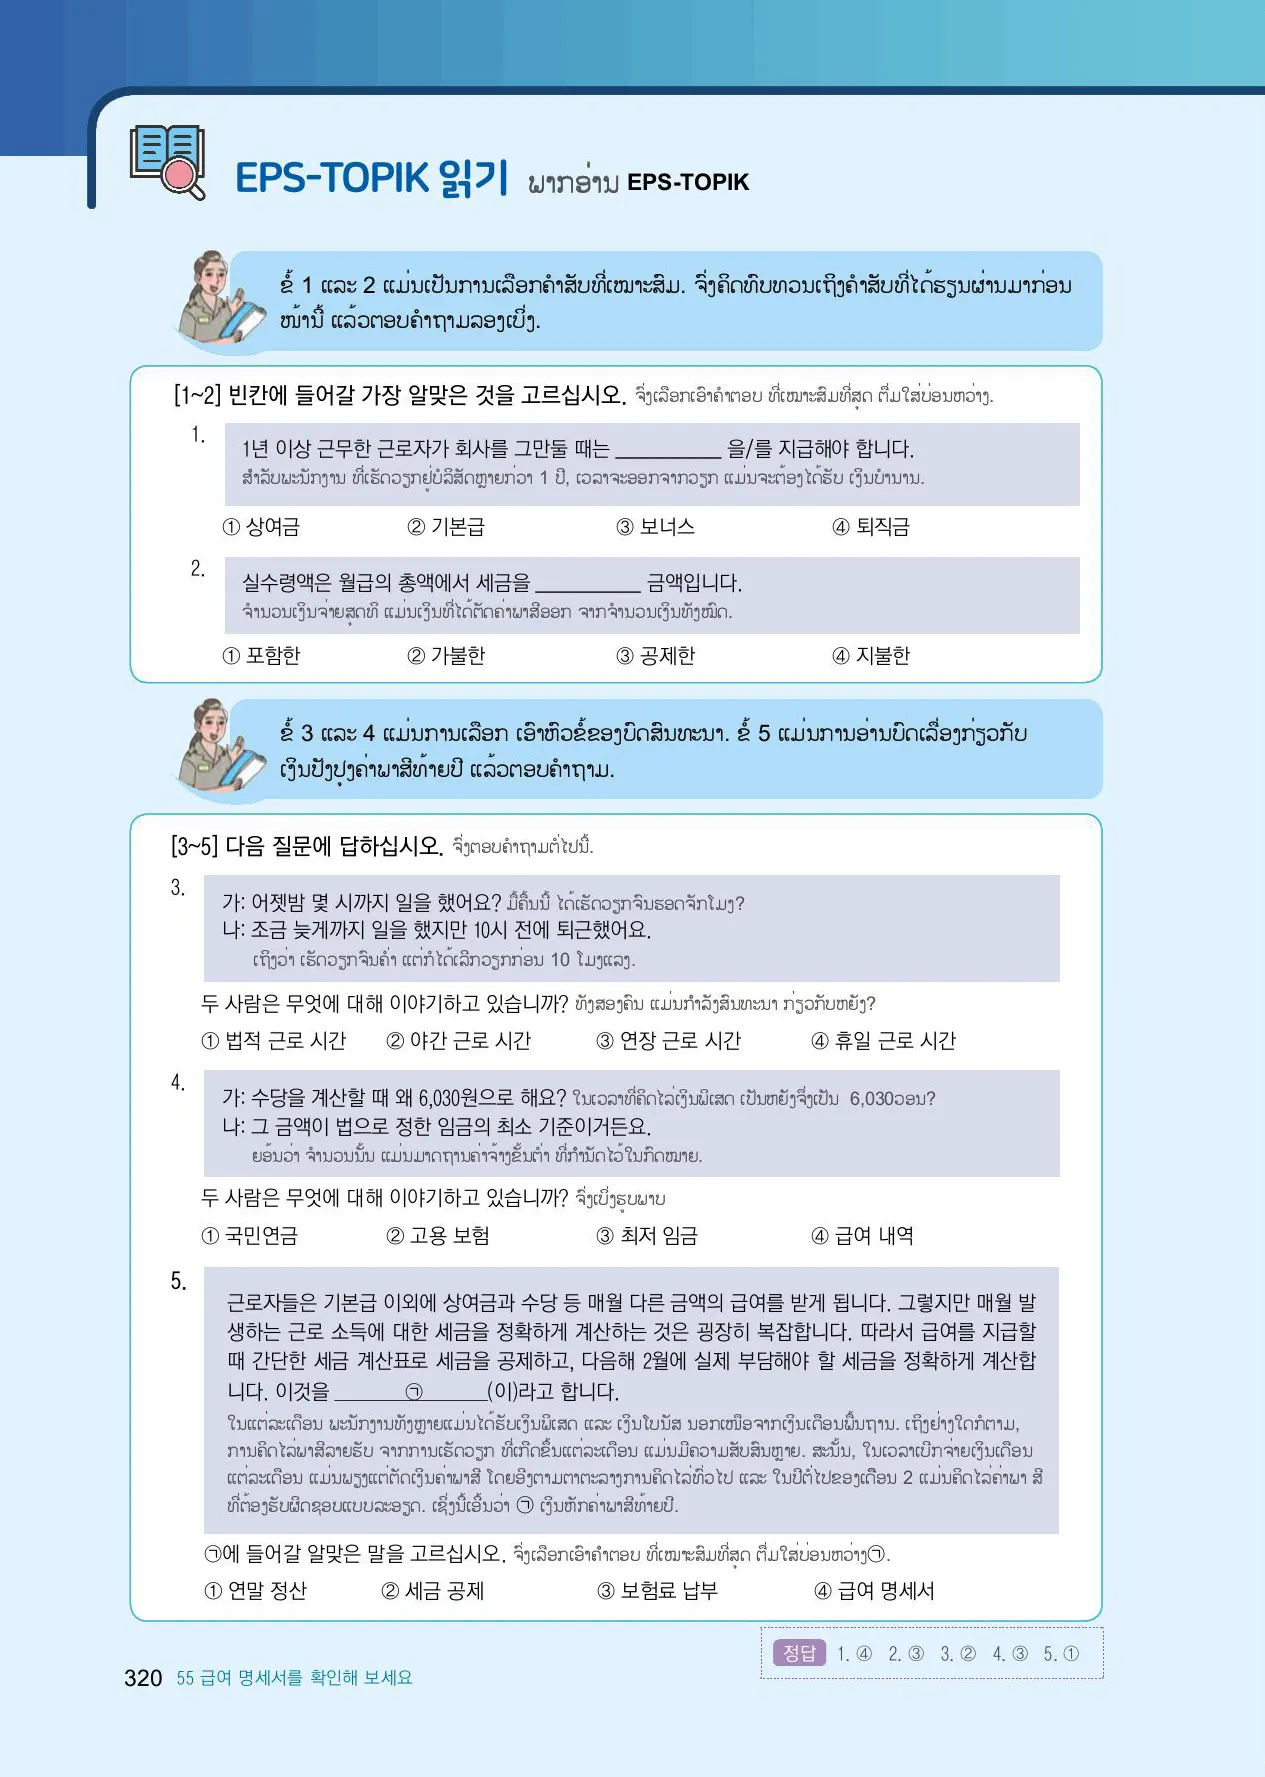 EPS-TOPIK 읽기 ພາກອ່ານ EPS-TOPIK
ຂໍ້ 1 ແລະ 2 ແມ່ນເປັນການເລືອກຄໍາສັບທີ່ເໝາະສົມ. ຈົ່ງຄິດທົບທວນເຖິງຄໍາສັບທີ່ໄດ້ຮຽນຜ່ານມາກ່ອນ
ໜ້ານີ້ ແລ້ວຕອບຄໍາຖາມລອງເບິ່ງ.
[1~2] 빈칸에 들어갈 가장 알맞은 것을 고르십시오. ຈົ່ງເລືອກເອົາຄໍາຕອບ ທີ່ເໝາະສົມທີ່ສຸດ ຕື່ມໃສ່ບ່ອນຫວ່າງ.
1. 1년 이상 근무한 근로자가 회사를 그만둘 때는 __________ 을/를 지급해야 합니다.
ສໍາລັບພະນັກງານ ທີ່ເຮັດວຽກຢູ່ບໍລິສັດຫຼາຍກ່ວາ 1 ປີ, ເວລາຈະອອກຈາກວຽກ ແມ່ນຈະຕ້ອງໄດ້ຮັບ ເງິນບໍານານ.
① 상여금 ② 기본급 ③ 보너스 ④ 퇴직금
2. 실수령액은 월급의 총액에서 세금을 __________ 금액입니다.
ຈໍານວນເງິນຈ່າຍສຸດທິ ແມ່ນເງິນທີ່ໄດ້ຕັດຄ່າພາສີອອກ ຈາກຈໍານວນເງິນທັງໝົດ.
① 포함한 ② 가불한 ③ 공제한 ④ 지불한
ຂໍ້ 3 ແລະ 4 ແມ່ນການເລືອກ ເອົາຫົວຂໍ້ຂອງບົດສົນທະນາ. ຂໍ້ 5 ແມ່ນການອ່ານບົດເລື່ອງກ່ຽວກັບ
ເງິນປັງປຸງຄ່າພາສີທ້າຍປີ ແລ້ວຕອບຄໍາຖາມ.
[3~5] 다음 질문에 답하십시오. ຈົ່ງຕອບຄໍາຖາມຕໍ່ໄປນີ້.
3. 가: 어젯밤 몇 시까지 일을 했어요? ມື້ຄືນນີ້ ໄດ້ເຮັດວຽກຈົນຮອດຈັກໂມງ?
나: 조금 늦게까지 일을 했지만 10시 전에 퇴근했어요.
ເຖິງວ່າ ເຮັດວຽກຈົນຄໍ່າ ແຕ່ກໍໄດ້ເລີກວຽກກ່ອນ 10 ໂມງແລງ.
두 사람은 무엇에 대해 이야기하고 있습니까? ທັງສອງຄົນ ແມ່ນກໍາລັງສົນທະນາ ກ່ຽວກັບຫຍັງ?
① 법적 근로 시간 ② 야간 근로 시간 ③ 연장 근로 시간 ④ 휴일 근로 시간
4. 가: 수당을 계산할 때 왜 6,030원으로 해요? ໃນເວລາທີ່ຄິດໄລ່ເງິນພິເສດ ເປັນຫຍັງຈຶ່ງເປັນ 6,030ວອນ?
나: 그 금액이 법으로 정한 임금의 최소 기준이거든요.
ຍອ້ນວ່າ ຈໍານວນນັ້ນ ແມ່ນມາດຖານຄ່າຈ້າງຂັ້ນຕໍ່າ ທີ່ກໍານັດໄວ້ໃນກົດໝາຍ.
두 사람은 무엇에 대해 이야기하고 있습니까? ຈົ່ງເບິ່ງຮູບພາບ
① 국민연금 ② 고용 보험 ③ 최저 임금 ④ 급여 내역
5. 근로자들은 기본급 이외에 상여금과 수당 등 매월 다른 금액의 급여를 받게 됩니다. 그렇지만 매월 발
생하는 근로 소득에 대한 세금을 정확하게 계산하는 것은 굉장히 복잡합니다. 따라서 급여를 지급할
때 간단한 세금 계산표로 세금을 공제하고, 다음해 2월에 실제 부담해야 할 세금을 정확하게 계산합
니다. 이것을 ______㉠______(이)라고 합니다.
ໃນແຕ່ລະເດືອນ ພະນັກງານທັງຫຼາຍແມ່ນໄດ້ຮັບເງິນພິເສດ ແລະ ເງິນໂບນັສ ນອກເໜືອຈາກເງິນເດືອນພື້ນຖານ. ເຖິງຢ່າງໃດກໍຕາມ,
ການຄິດໄລ່ພາສີລາຍຮັບ ຈາກການເຮັດວຽກ ທີ່ເກີດຂຶ້ນແຕ່ລະເດືອນ ແມ່ນມີຄວາມສັບສົນຫຼາຍ. ສະນັ້ນ, ໃນເວລາເບີກຈ່າຍເງິນເດືອນ
ແຕ່ລະເດືອນ ແມ່ນພຽງແຕ່ຕັດເງິນຄ່າພາສີ ໂດຍອີງຕາມຕາຕະລາງການຄິດໄລ່ທົ່ວໄປ ແລະ ໃນປີຕໍ່ໄປຂອງເດືອນ 2 ແມ່ນຄິດໄລ່ຄ່າພາ ສີ
ທີ່ຕ້ອງຮັບຜິດຊອບແບບລະອຽດ. ເຊິ່ງນີ້ເອີ້ນວ່າ ㉠ ເງິນຫັກຄ່າພາສີທ້າຍປີ.
㉠에 들어갈 알맞은 말을 고르십시오. ຈົ່ງເລືອກເອົາຄໍາຕອບ ທີ່ເໝາະສົມທີ່ສຸດ ຕື່ມໃສ່ບ່ອນຫວ່າງ㉠.
① 연말 정산 ② 세금 공제 ③ 보험료 납부 ④ 급여 명세서
정답 1. ④ 2. ③ 3. ② 4. ③ 5. ①
320 55 급여 명세서를 확인해 보세요